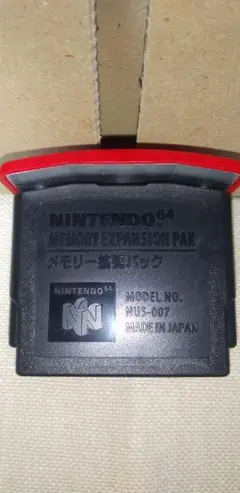 NINTENDO64
MEMORY EXPANSION PAK
メモリー拡張パック
NINTENDO64
MODEL NO.
NUS-007
MADE IN JAPAN